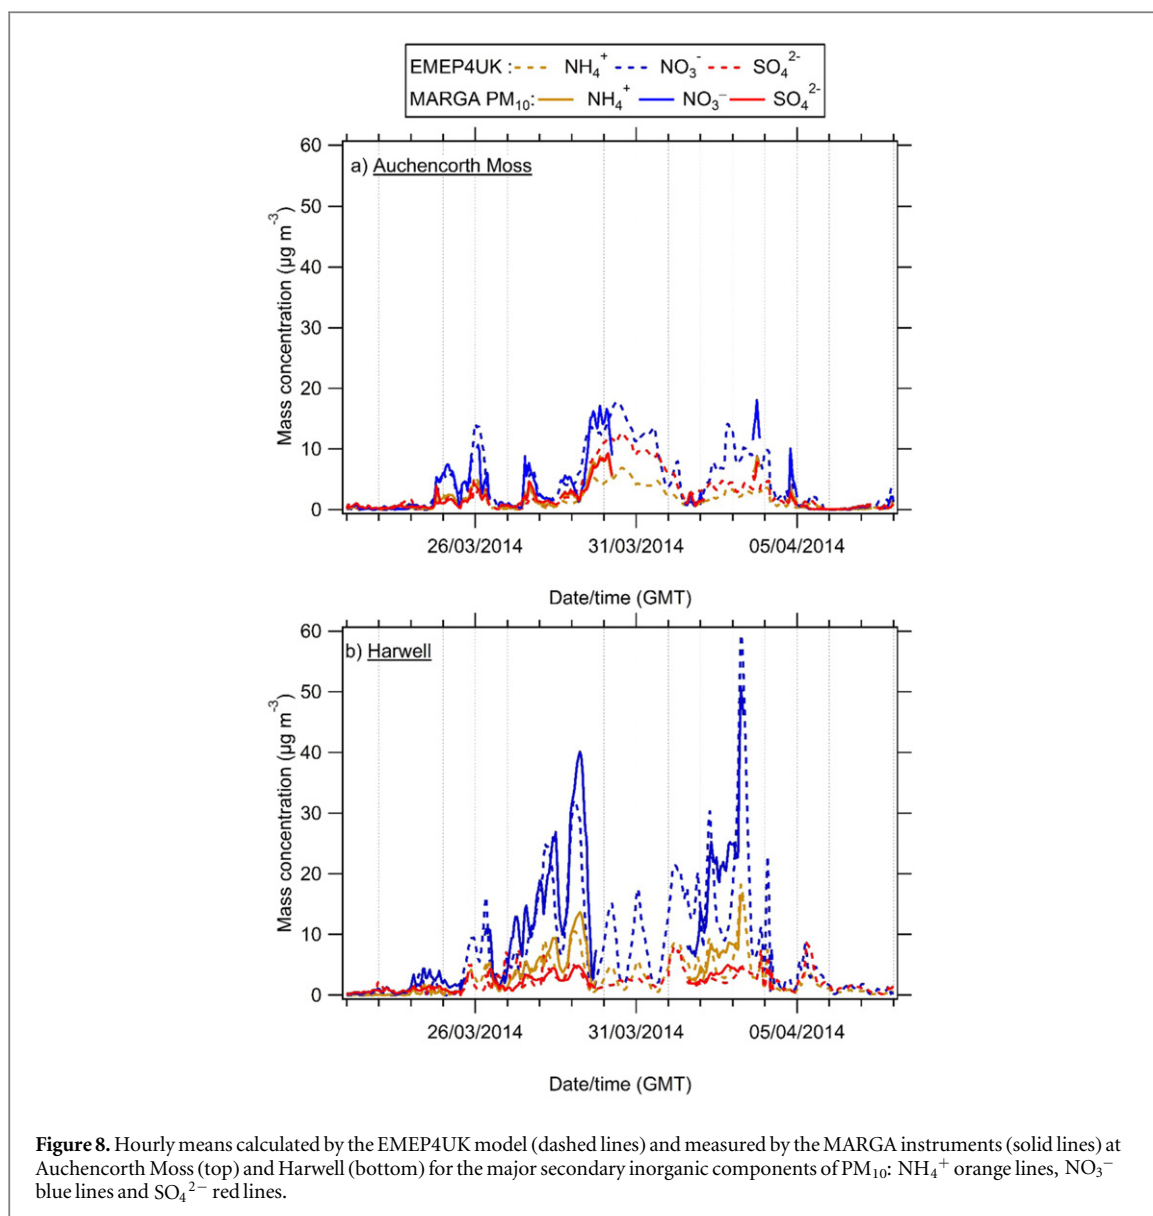 EMEP4UK : NH₄⁺ NO₃⁻ SO₄²⁻
MARGA PM₁₀: NH₄⁺ NO₃⁻ SO₄²⁻
a) Auchencorth Moss
60
50
40
30
20
10
0
Mass concentration (µg m⁻³)
26/03/2014 31/03/2014 05/04/2014
Date/time (GMT)
b) Harwell
60
50
40
30
20
10
0
Mass concentration (µg m⁻³)
26/03/2014 31/03/2014 05/04/2014
Date/time (GMT)
Figure 8. Hourly means calculated by the EMEP4UK model (dashed lines) and measured by the MARGA instruments (solid lines) at
Auchencorth Moss (top) and Harwell (bottom) for the major secondary inorganic components of PM₁₀: NH₄⁺ orange lines, NO₃⁻
blue lines and SO₄²⁻ red lines.